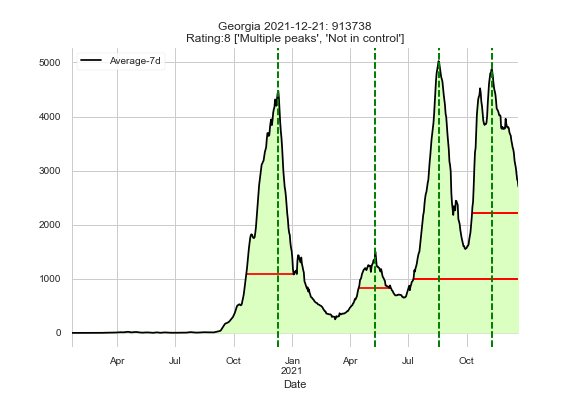 Georgia 2021-12-21: 913738
Rating:8 ['Multiple peaks', 'Not in control']
Average-7d
5000
4000
3000
2000
1000
0
Apr Jul Oct Jan Apr Jul Oct
2021
Date